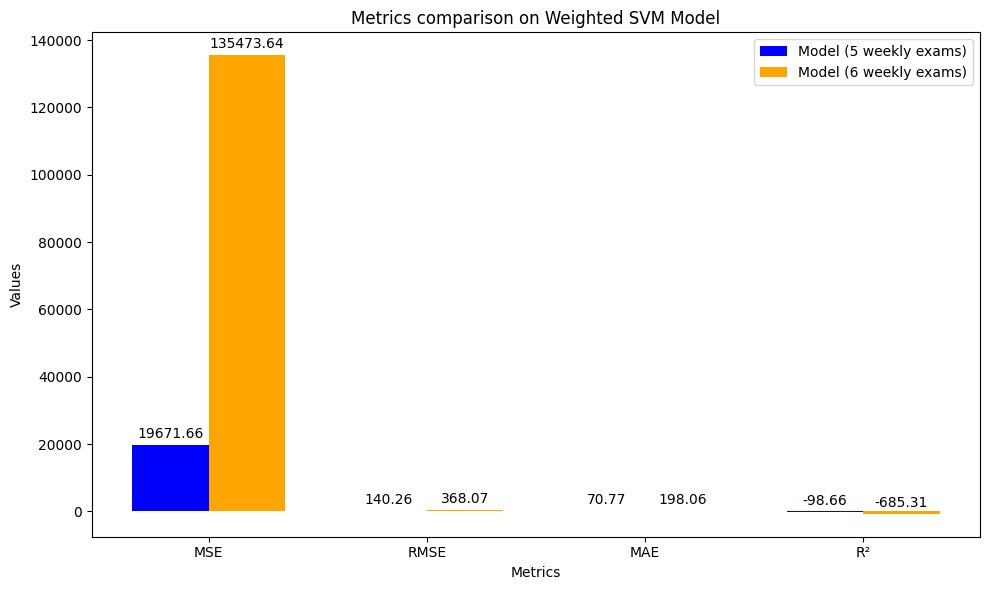 Metrics comparison on Weighted SVM Model
Model (5 weekly exams)
Model (6 weekly exams)
Values
140000
120000
100000
80000
60000
40000
20000
0
135473.64
19671.66
140.26
368.07
70.77
198.06
-98.66
-685.31
MSE
RMSE
MAE
R²
Metrics